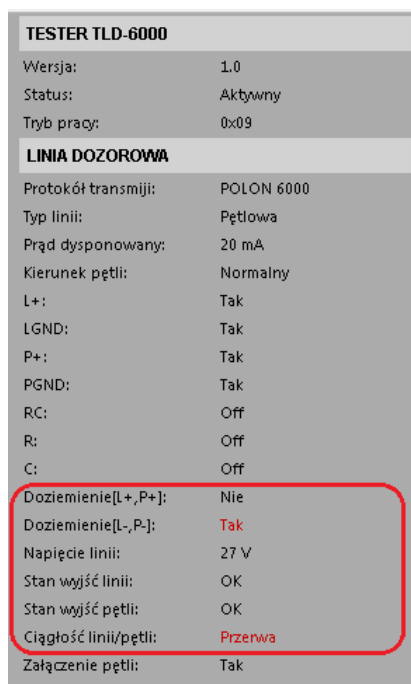 TESTER TLD-6000
Wersja: 1.0
Status: Aktywny
Tryb pracy: 0x09
LINIA DOZOROWA
Protokół transmiji: POLON 6000
Typ linii: Pętlowa
Prąd dysponowany: 20 mA
Kierunek pętli: Normalny
L+: Tak
LGND: Tak
P+: Tak
PGND: Tak
RC: Off
R: Off
C: Off
Doziemienie[L+,P+]: Nie
Doziemienie[L-,P-]: Tak
Napięcie linii: 27 V
Stan wyjść linii: OK
Stan wyjść pętli: OK
Ciągłość linii/pętli: Przerwa
Załączenie pętli: Tak